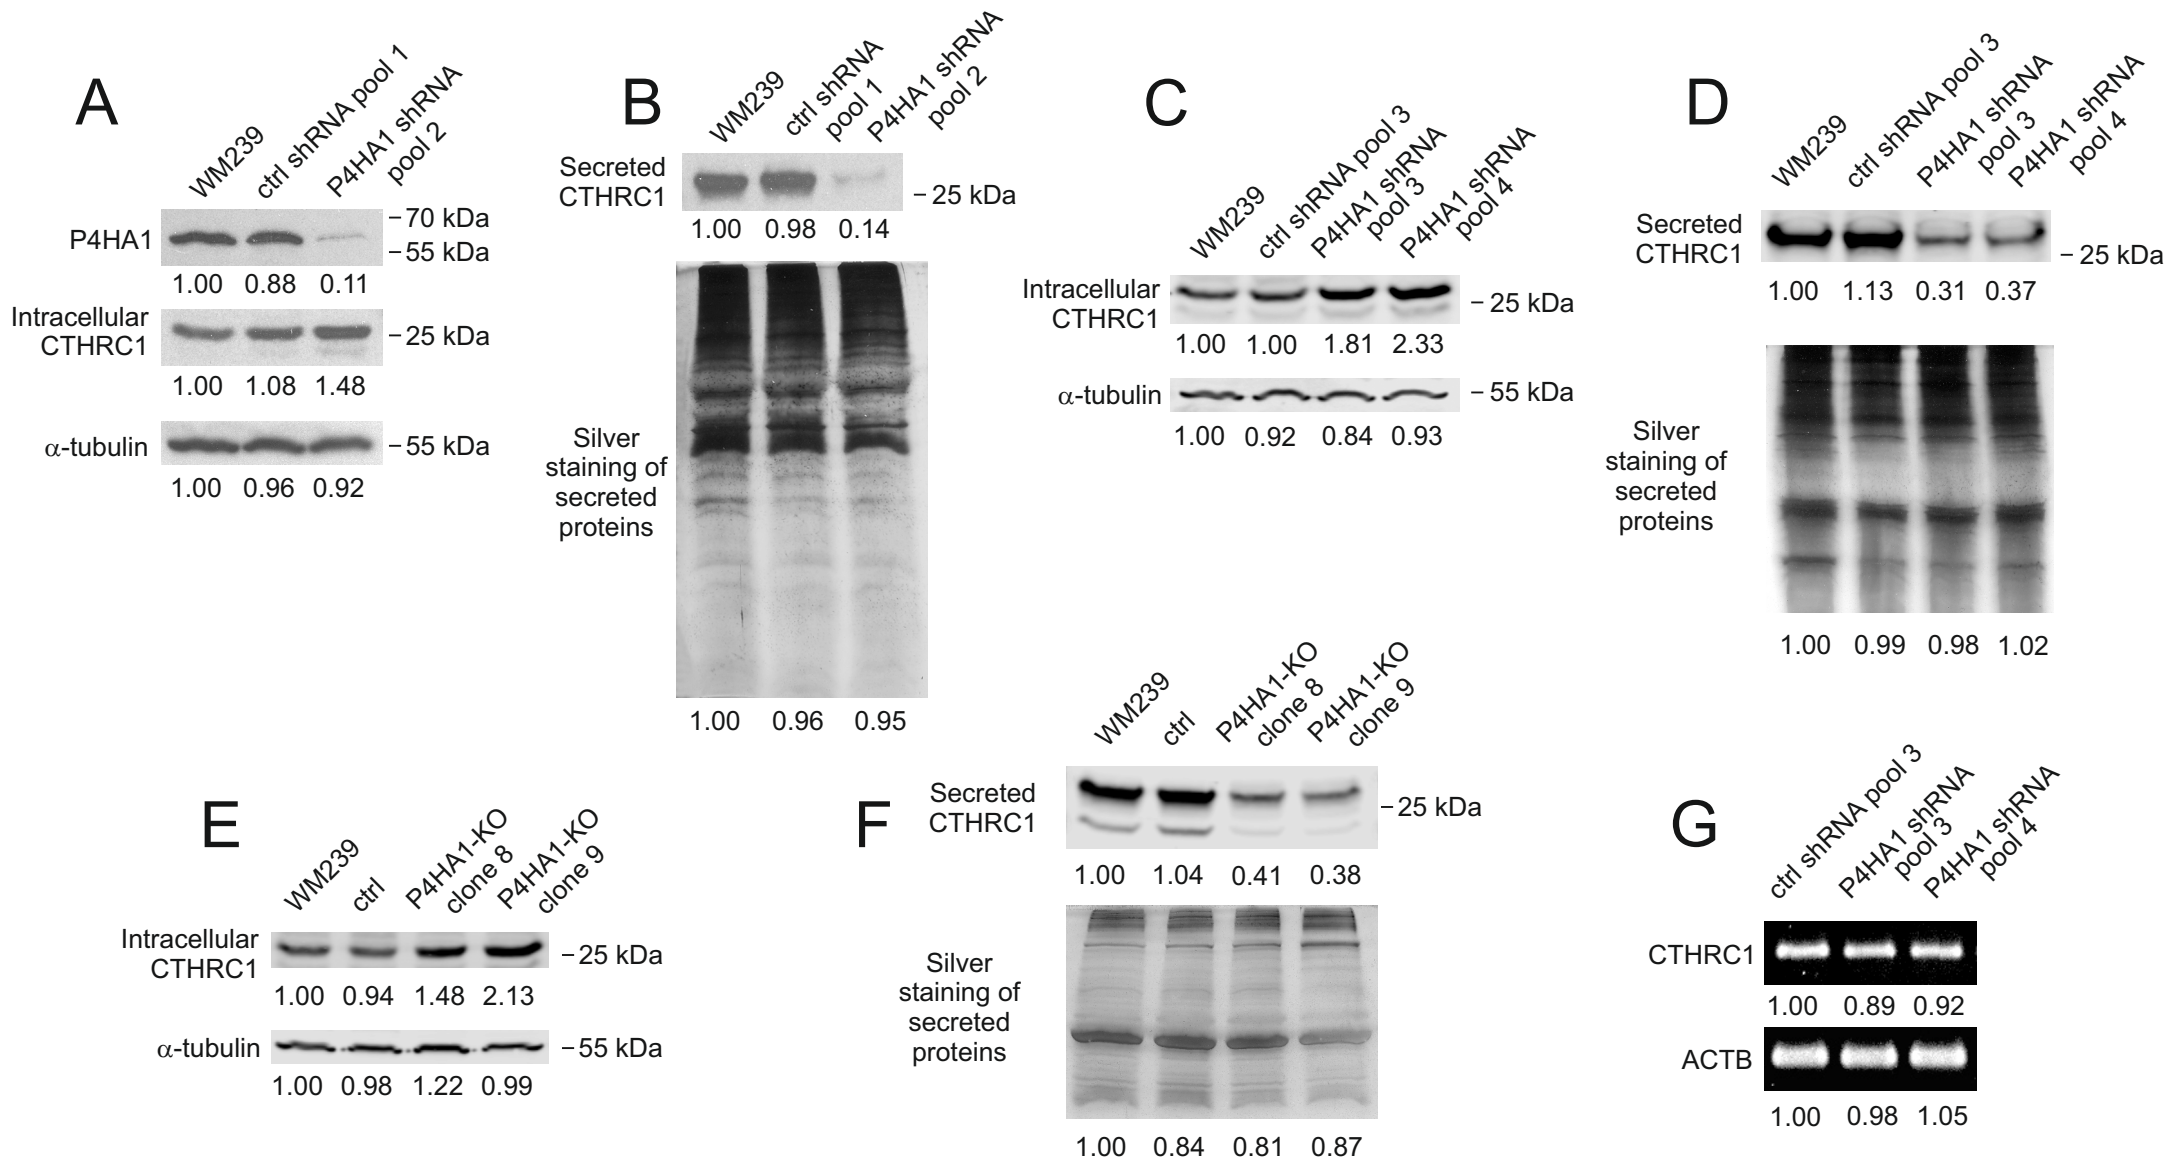 A
WM239
ctrl shRNA pool 1
P4HA1 shRNA
pool 2
P4HA1
70 kDa
55 kDa
1.00 0.88 0.11
Intracellular
CTHRC1
25 kDa
1.00 1.08 1.48
α-tubulin
55 kDa
1.00 0.96 0.92
B
WM239
ctrl shRNA
pool 1
P4HA1 shRNA
pool 2
Secreted
CTHRC1
25 kDa
1.00 0.98 0.14
Silver
staining of
secreted
proteins
1.00 0.96 0.95
C
WM239
ctrl shRNA pool 3
P4HA1 shRNA
pool 3
P4HA1 shRNA
pool 4
Intracellular
CTHRC1
25 kDa
1.00 1.00 1.81 2.33
α-tubulin
55 kDa
1.00 0.92 0.84 0.93
D
WM239
ctrl shRNA pool 3
P4HA1 shRNA
pool 3
P4HA1 shRNA
pool 4
Secreted
CTHRC1
25 kDa
1.00 1.13 0.31 0.37
Silver
staining of
secreted
proteins
1.00 0.99 0.98 1.02
E
WM239
ctrl
P4HA1-KO
clone 8
P4HA1-KO
clone 9
Intracellular
CTHRC1
25 kDa
1.00 0.94 1.48 2.13
α-tubulin
55 kDa
1.00 0.98 1.22 0.99
F
WM239
ctrl
P4HA1-KO
clone 8
P4HA1-KO
clone 9
Secreted
CTHRC1
25 kDa
1.00 1.04 0.41 0.38
Silver
staining of
secreted
proteins
1.00 0.84 0.81 0.87
G
ctrl shRNA pool 3
P4HA1 shRNA
pool 3
P4HA1 shRNA
pool 4
CTHRC1
1.00 0.89 0.92
ACTB
1.00 0.98 1.05